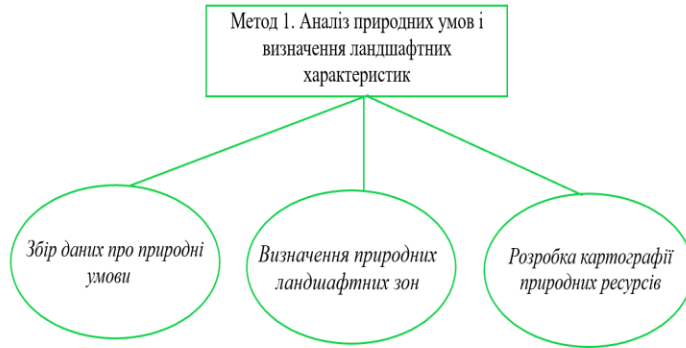 Метод 1. Аналіз природних умов і
визначення ландшафтних
характеристик
Збір даних про природні
умови
Визначення природних
ландшафтних зон
Розробка картографії
природних ресурсів